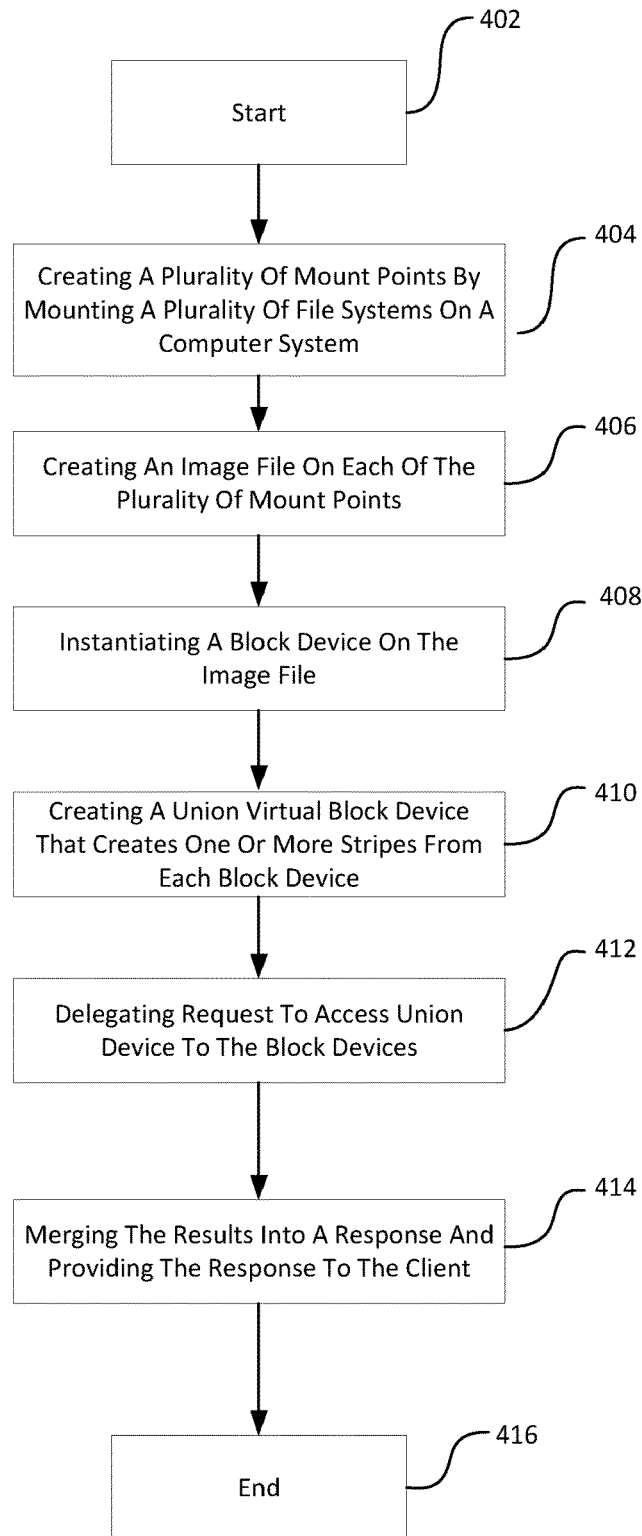 402
Start
404
Creating A Plurality Of Mount Points By
Mounting A Plurality Of File Systems On A
Computer System
406
Creating An Image File On Each Of The
Plurality Of Mount Points
408
Instantiating A Block Device On The
Image File
410
Creating A Union Virtual Block Device
That Creates One Or More Stripes From
Each Block Device
412
Delegating Request To Access Union
Device To The Block Devices
414
Merging The Results Into A Response And
Providing The Response To The Client
416
End